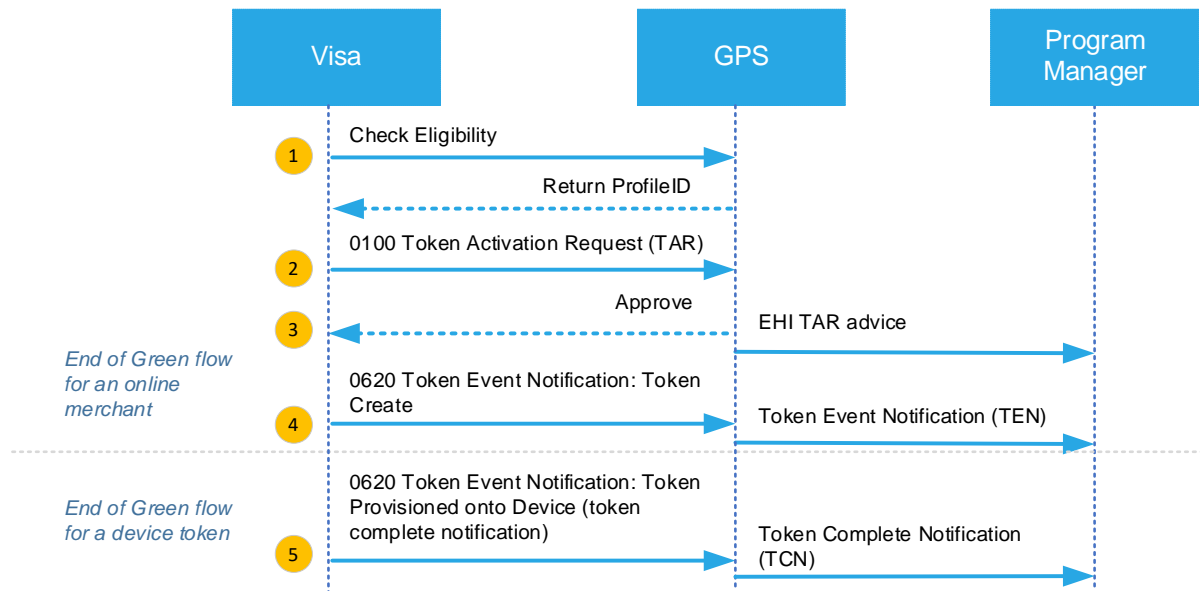 Visa
GPS
Program
Manager
Check Eligibility
1
Return ProfileID
0100 Token Activation Request (TAR)
2
Approve
3
EHI TAR advice
End of Green flow
for an online
merchant
0620 Token Event Notification: Token
Create
4
Token Event Notification (TEN)
0620 Token Event Notification: Token
Provisioned onto Device (token
complete notification)
End of Green flow
for a device token
5
Token Complete Notification
(TCN)